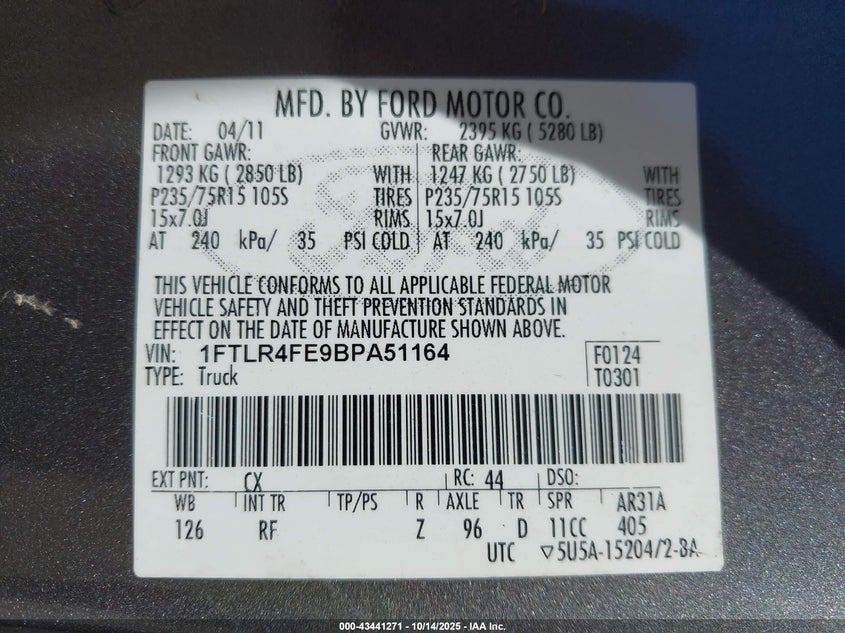 MFD. BY FORD MOTOR CO.
DATE: 04/11 GVWR: 2395 KG ( 5280 LB)
FRONT GAWR: REAR GAWR:
1293 KG ( 2850 LB) WITH 1247 KG ( 2750 LB) WITH
P235/75R15 105S TIRES P235/75R15 105S TIRES
15x7.0J RIMS 15x7.0J RIMS
AT 240 kPa/ 35 PSI COLD AT 240 kPa/ 35 PSI COLD
THIS VEHICLE CONFORMS TO ALL APPLICABLE FEDERAL MOTOR
VEHICLE SAFETY AND THEFT PREVENTION STANDARDS IN
EFFECT ON THE DATE OF MANUFACTURE SHOWN ABOVE.
VIN: 1FTLR4FE9BPA51164 F0124
TYPE: Truck T0301
EXT PNT: CX RC: 44 DSO:
WB INT TR TP/PS R AXLE TR SPR AR31A
126 RF Z 96 D 11CC 405
UTC ▽5U5A-15204/2-BA
000-43441271 | 10/14/2025 | IAA Inc.